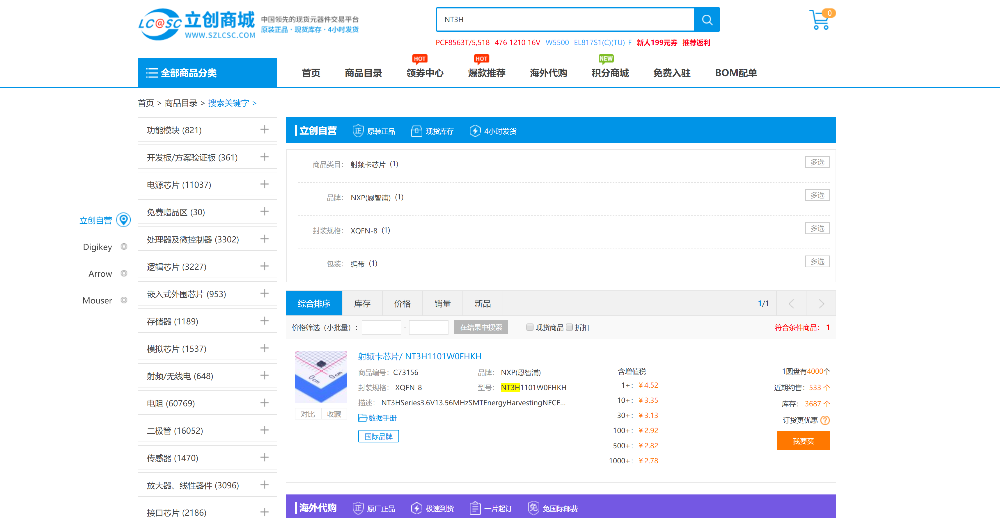 LC@SC 立创商城
WWW.SZLCSC.COM
中国领先的现货元器件交易平台
原装正品·现货库存·4小时发货
NT3H
0
PCF8563T/5,518 476 1210 16V W5500 EL817S1(C)(TU)-F 新人199元券 推荐返利
HOT HOT NEW
全部商品分类 首页 商品目录 领券中心 爆款推荐 海外代购 积分商城 免费入驻 BOM配单
首页 > 商品目录 > 搜索关键字 >
立创自营
Digikey
Arrow
Mouser
功能模块 (821)
开发板/方案验证板 (361)
电源芯片 (11037)
免费赠品区 (30)
处理器及微控制器 (3302)
逻辑芯片 (3227)
嵌入式外围芯片 (953)
存储器 (1189)
模拟芯片 (1537)
射频/无线电 (648)
电阻 (60769)
二极管 (16052)
传感器 (1470)
放大器、线性器件 (3096)
接口芯片 (2186)
立创自营 正 原装正品 现货库存 4小时发货
商品类目： 射频卡芯片 (1) 多选
品牌： NXP(恩智浦) (1) 多选
封装规格： XQFN-8 (1) 多选
包装： 编带 (1) 多选
综合排序 库存 价格 销量 新品 1/1 < >
价格筛选（小批量）： - 在结果中搜索 现货商品 折扣 符合条件商品： 1
0cm 0cm
对比 收藏
射频卡芯片/ NT3H1101W0FHKH
商品编号：C73156 品牌： NXP(恩智浦)
封装规格： XQFN-8 型号： NT3H1101W0FHKH
描述： NT3HSeries3.6V13.56MHzSMTEnergyHarvestingNFCF...
数据手册
国际品牌
含增值税
1+： ￥4.52
10+： ￥3.35
30+： ￥3.13
100+： ￥2.92
500+： ￥2.82
1000+： ￥2.78
1圆盘有4000个
近期约售：533 个
库存： 3687 个
订货更优惠 ?
我要买
海外代购 正 原厂正品 极速到货 一片起订 免 免国际邮费